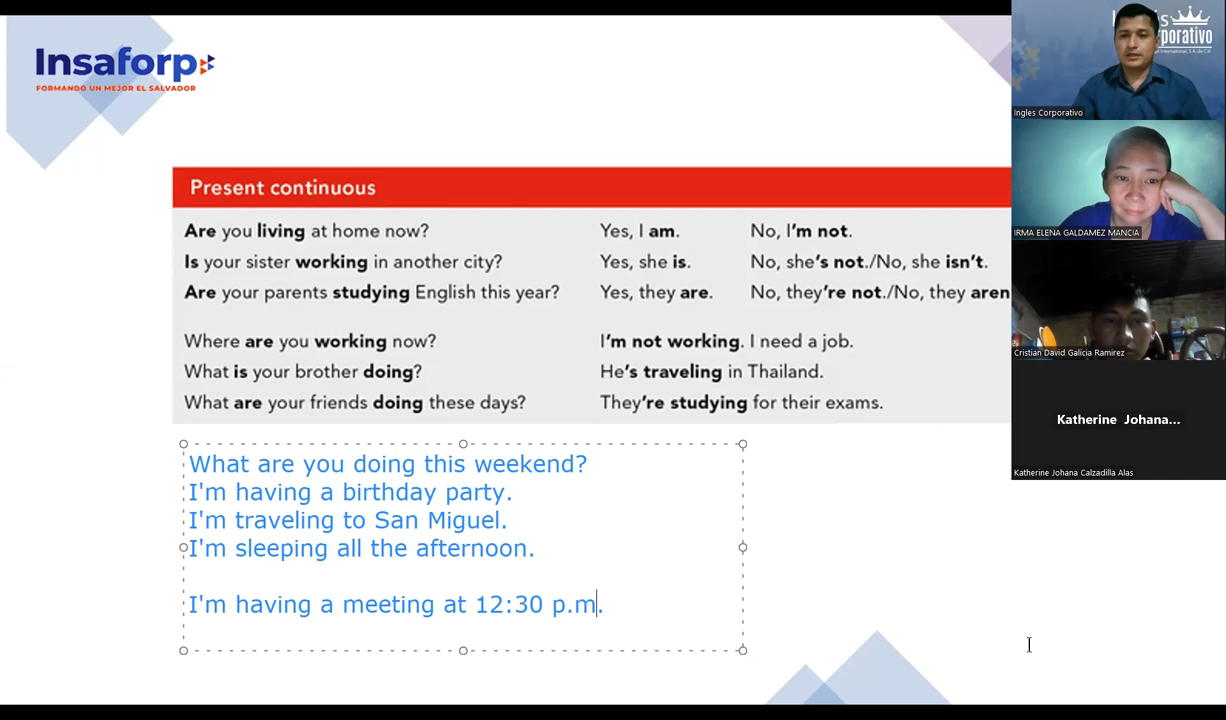 Insaforp
FORMANDO UN MEJOR EL SALVADOR
Present continuous
Are you living at home now? Yes, I am. No, I'm not.
Is your sister working in another city? Yes, she is. No, she's not./No, she isn't.
Are your parents studying English this year? Yes, they are. No, they're not./No, they aren
Where are you working now? I'm not working. I need a job.
What is your brother doing? He's traveling in Thailand.
What are your friends doing these days? They're studying for their exams.
What are you doing this weekend?
I'm having a birthday party.
I'm traveling to San Miguel.
I'm sleeping all the afternoon.
I'm having a meeting at 12:30 p.m.
Ingles Corporativo
IRMA ELENA GALDAMEZ MANCIA
Cristian David Galicia Ramirez
Katherine Johana...
Katherine Johana Calzadilla Alas